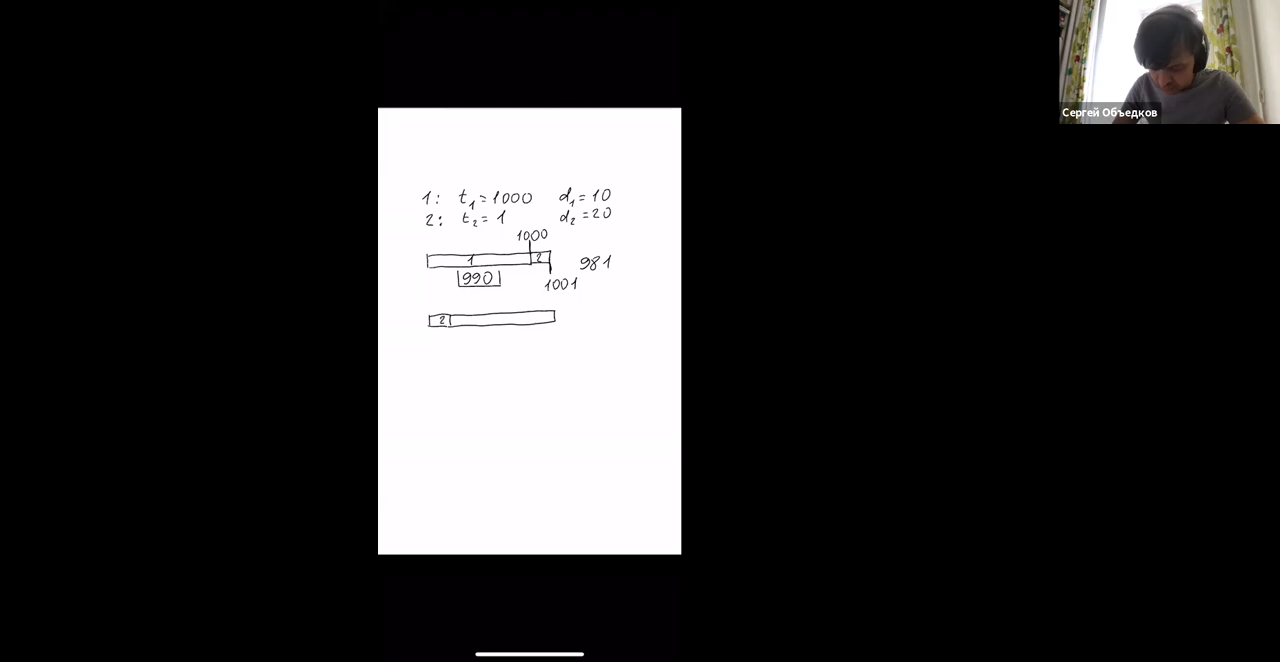 Сергей Объедков
1: t₁=1000 d₁=10
2: t₂=1 d₂=20
1000
1 2 981
990 1001
2